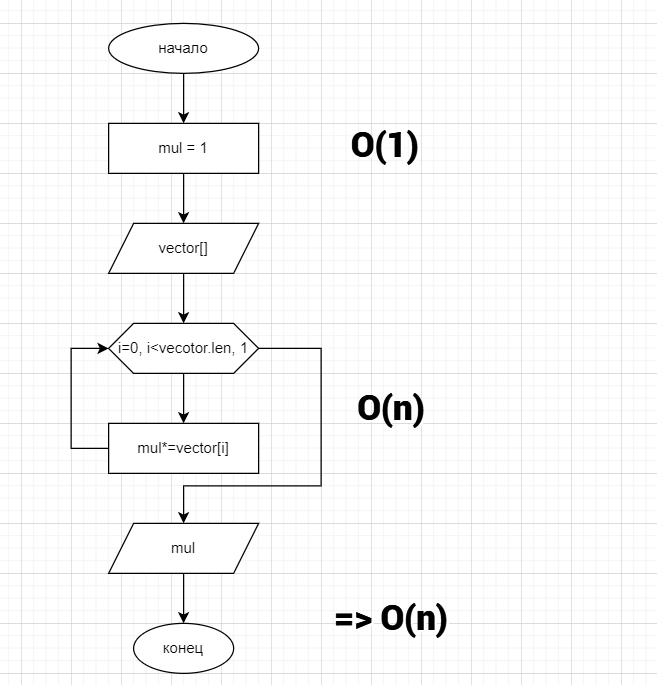 начало
mul = 1
O(1)
vector[]
i=0, i<vecotor.len, 1
O(n)
mul*=vector[i]
mul
=> O(n)
конец